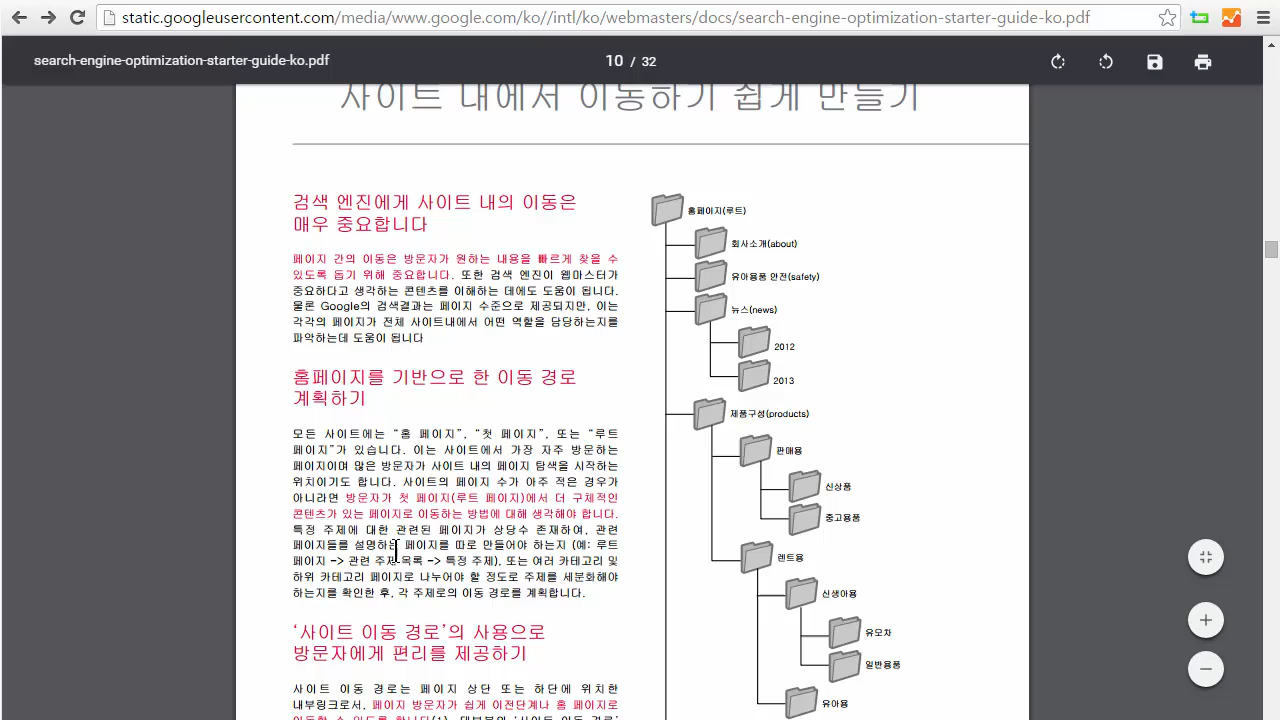 static.googleusercontent.com/media/www.google.com/ko//intl/ko/webmasters/docs/search-engine-optimization-starter-guide-ko.pdf
search-engine-optimization-starter-guide-ko.pdf
10 / 32
사이트 내에서 이동하기 쉽게 만들기
검색 엔진에게 사이트 내의 이동은
매우 중요합니다
페이지 간의 이동은 방문자가 원하는 내용을 빠르게 찾을 수
있도록 돕기 위해 중요합니다. 또한 검색 엔진이 웹마스터가
중요하다고 생각하는 콘텐츠를 이해하는 데에도 도움이 됩니다.
물론 Google의 검색결과는 페이지 수준으로 제공되지만, 이는
각각의 페이지가 전체 사이트내에서 어떤 역할을 담당하는지를
파악하는데 도움이 됩니다
홈페이지를 기반으로 한 이동 경로
계획하기
모든 사이트에는 “홈 페이지”, “첫 페이지”, 또는 “루트
페이지”가 있습니다. 이는 사이트에서 가장 자주 방문하는
페이지이며 많은 방문자가 사이트 내의 페이지 탐색을 시작하는
위치이기도 합니다. 사이트의 페이지 수가 아주 적은 경우가
아니라면 방문자가 첫 페이지(루트 페이지)에서 더 구체적인
콘텐츠가 있는 페이지로 이동하는 방법에 대해 생각해야 합니다.
특정 주제에 대한 관련된 페이지가 상당수 존재하여, 관련
페이지들를 설명하는 페이지를 따로 만들어야 하는지 (예: 루트
페이지 -> 관련 주제 목록 -> 특정 주제), 또는 여러 카테고리 및
하위 카테고리 페이지로 나누어야 할 정도로 주제를 세분화해야
하는지를 확인한 후, 각 주제로의 이동 경로를 계획합니다.
‘사이트 이동 경로’의 사용으로
방문자에게 편리를 제공하기
사이트 이동 경로는 페이지 상단 또는 하단에 위치한
내부링크로서, 페이지 방문자가 쉽게 이전단계나 홈 페이지로
이동할 수 있도록 합니다(1). 대부분의 ‘사이트 이동 경로’
홈페이지(루트)
회사소개(about)
유아용품 안전(safety)
뉴스(news)
2012
2013
제품구성(products)
판매용
신상품
중고용품
렌트용
신생아용
유모차
일반용품
유아용